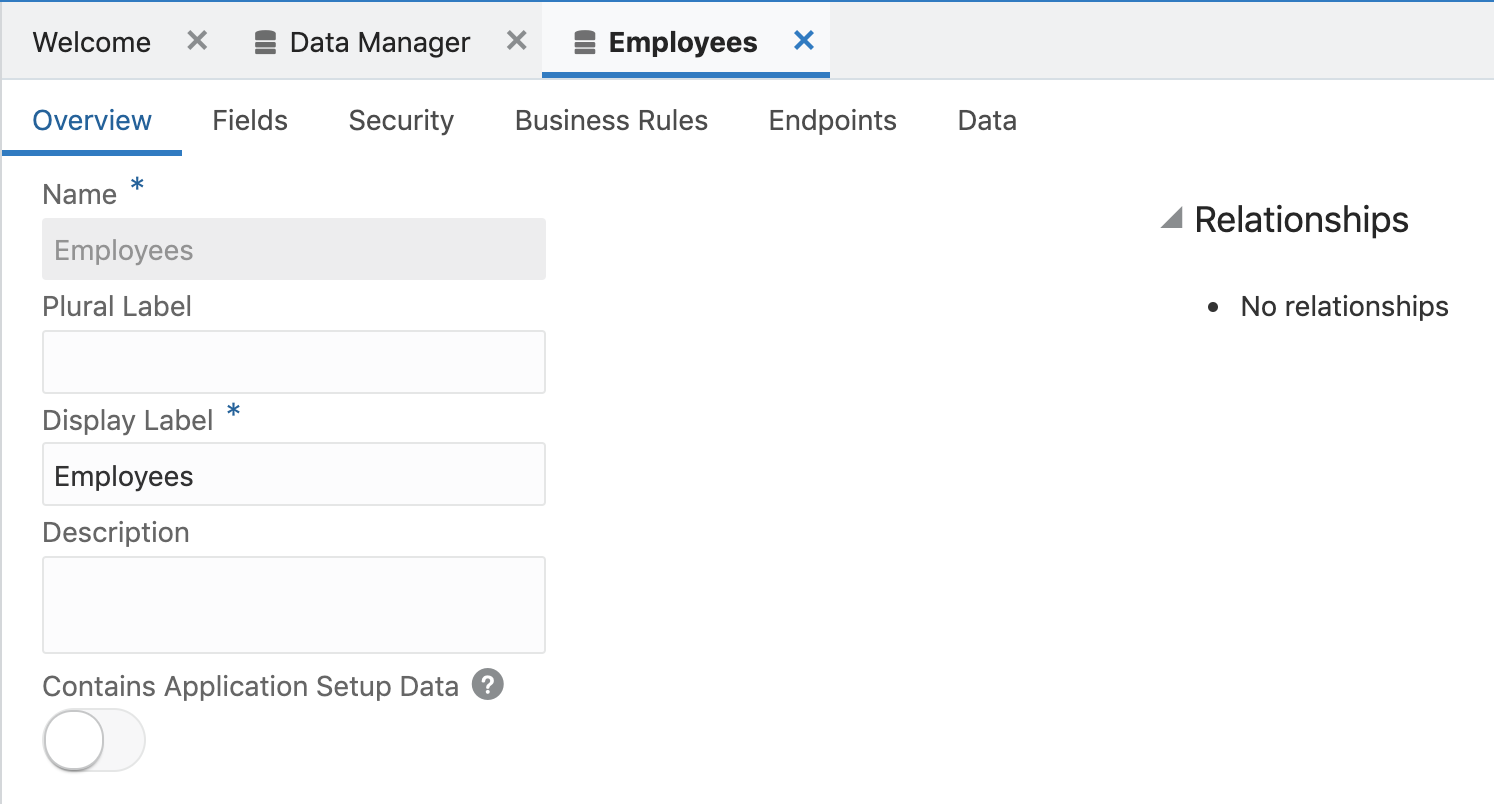 Welcome Data Manager Employees
Overview Fields Security Business Rules Endpoints Data
Name *
Employees
Plural Label
Display Label *
Employees
Description
Contains Application Setup Data ?
Relationships
• No relationships